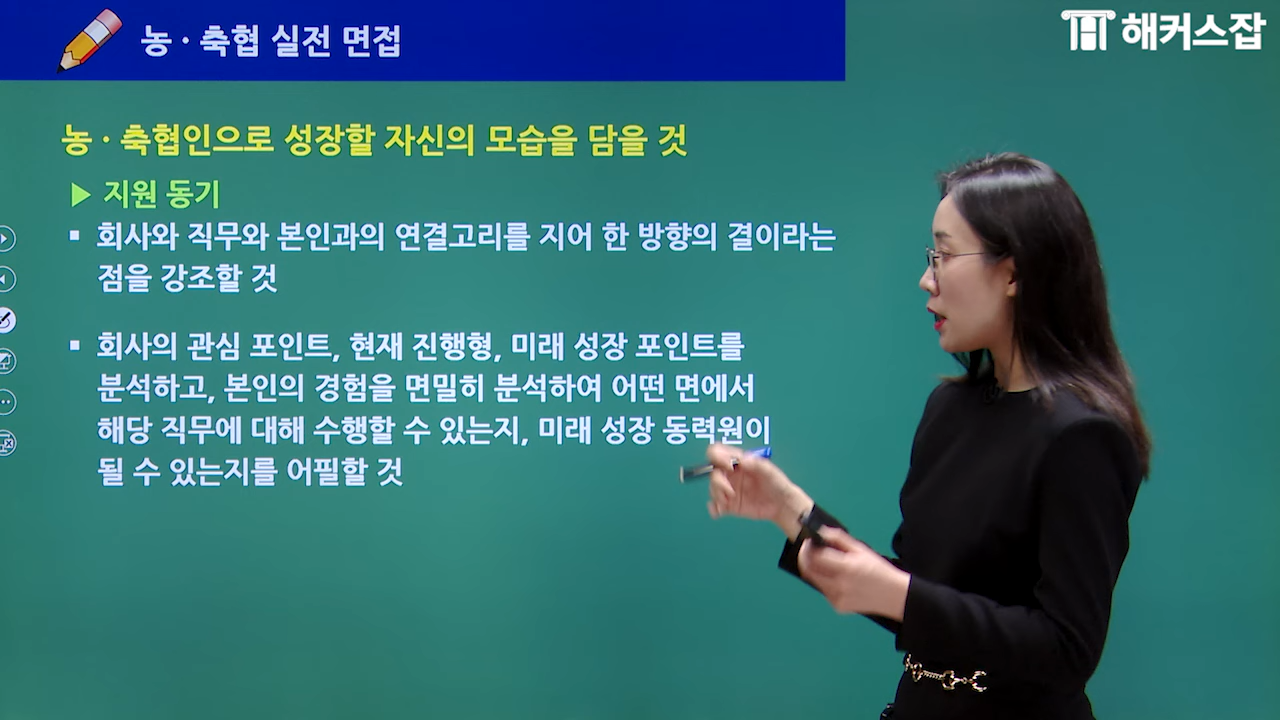 농·축협 실전 면접
해커스잡
농·축협인으로 성장할 자신의 모습을 담을 것
▶ 지원 동기
▪ 회사와 직무와 본인과의 연결고리를 지어 한 방향의 결이라는
점을 강조할 것
▪ 회사의 관심 포인트, 현재 진행형, 미래 성장 포인트를
분석하고, 본인의 경험을 면밀히 분석하여 어떤 면에서
해당 직무에 대해 수행할 수 있는지, 미래 성장 동력원이
될 수 있는지를 어필할 것